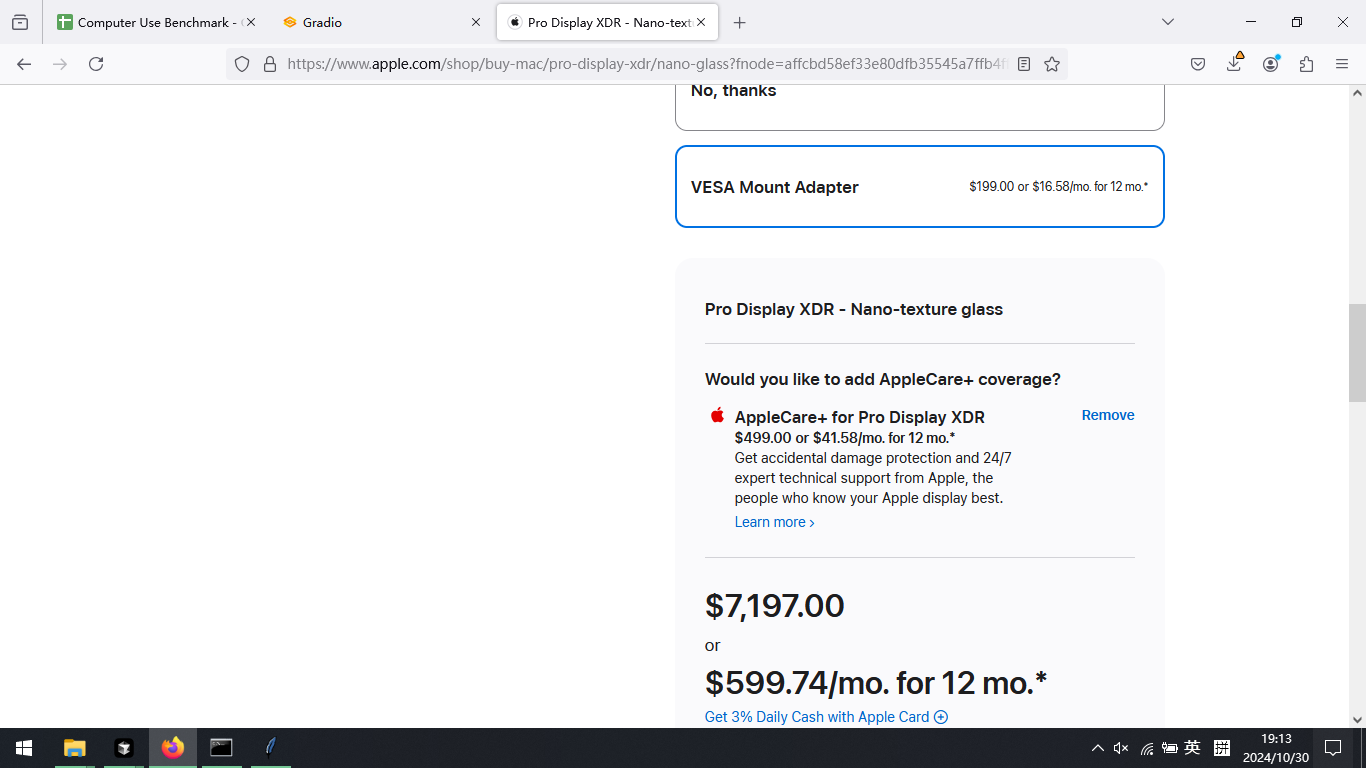 Computer Use Benchmark - 
Gradio
Pro Display XDR - Nano-text
https://www.apple.com/shop/buy-mac/pro-display-xdr/nano-glass?fnode=affcbd58ef33e80dfb35545a7ffb4f
No, thanks
VESA Mount Adapter
$199.00 or $16.58/mo. for 12 mo.*
Pro Display XDR - Nano-texture glass
Would you like to add AppleCare+ coverage?
AppleCare+ for Pro Display XDR
Remove
$499.00 or $41.58/mo. for 12 mo.*
Get accidental damage protection and 24/7
expert technical support from Apple, the
people who know your Apple display best.
Learn more ›
$7,197.00
or
$599.74/mo. for 12 mo.*
Get 3% Daily Cash with Apple Card
英
拼
19:13
2024/10/30